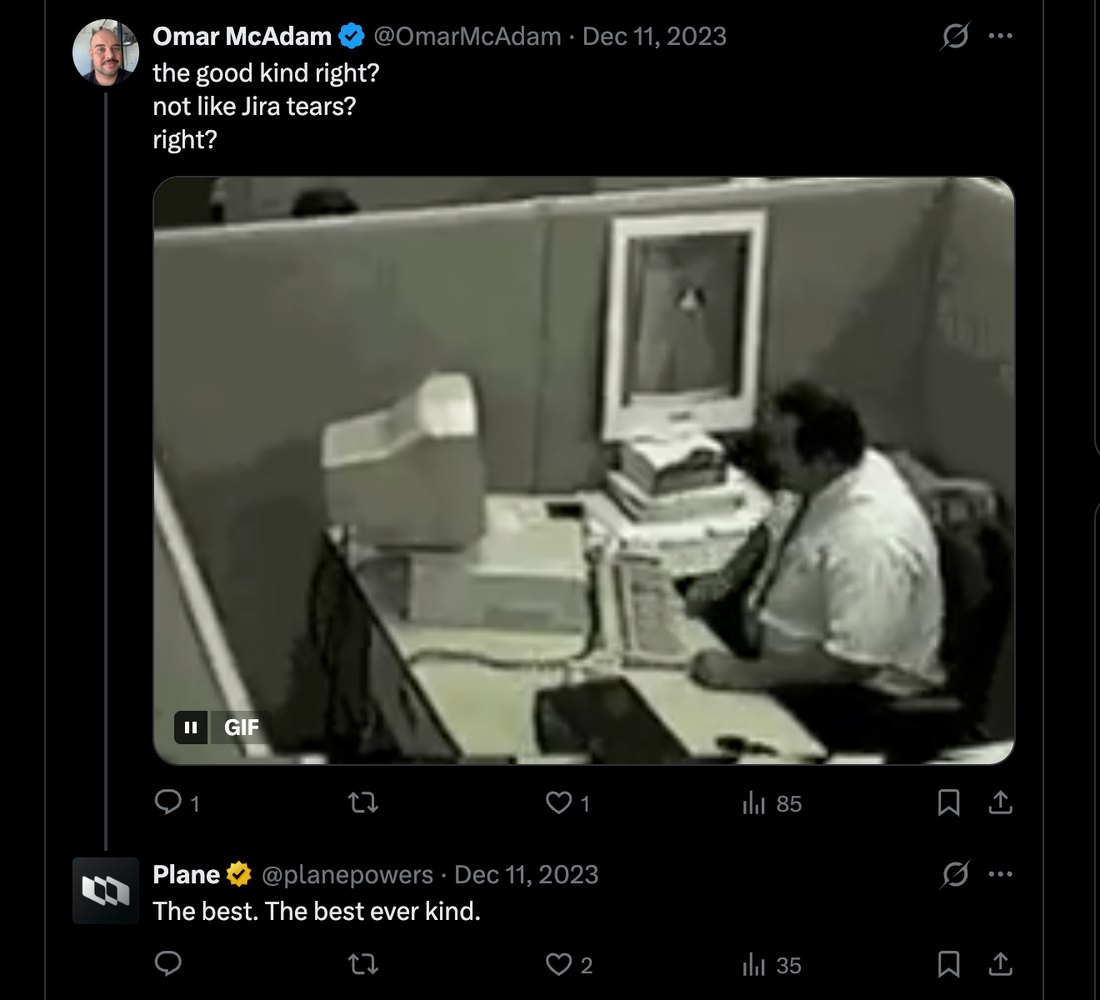 Omar McAdam @OmarMcAdam · Dec 11, 2023
the good kind right?
not like Jira tears?
right?
GIF
1 1 85
Plane @planepowers · Dec 11, 2023
The best. The best ever kind.
2 35